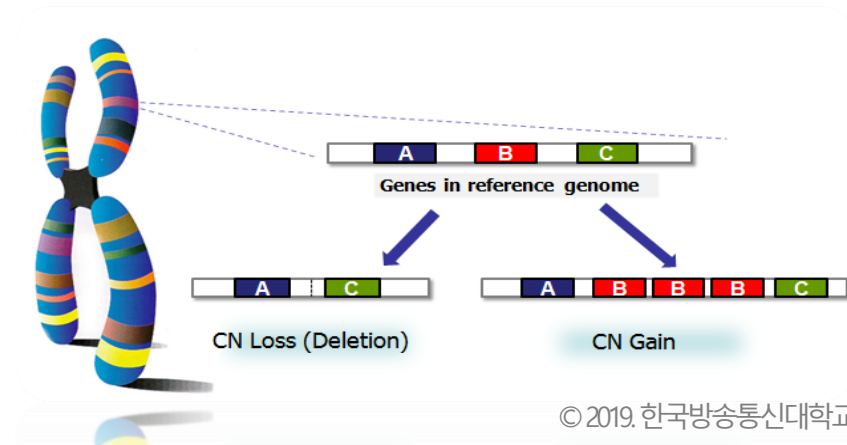 A B C
Genes in reference genome
A C
A B B B C
CN Loss (Deletion)
CN Gain
© 2019. 한국방송통신대학교